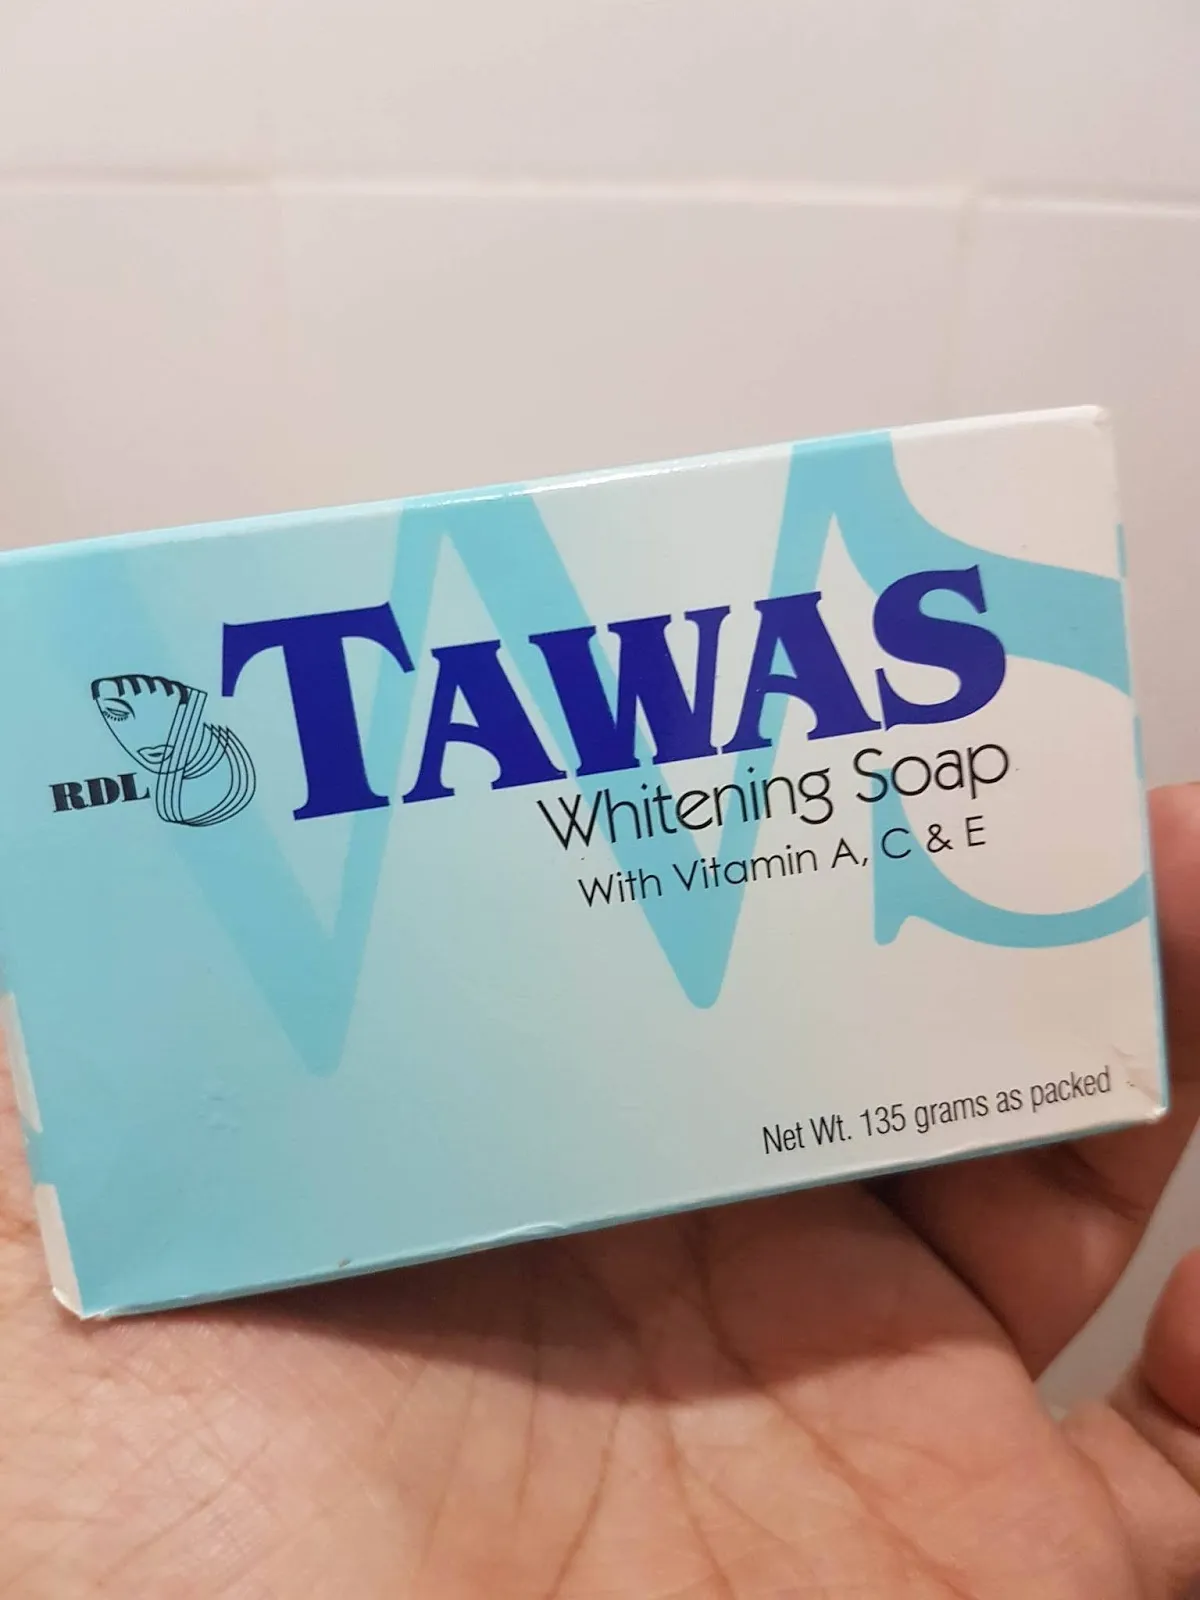 RDL
TAWAS
Whitening Soap
With Vitamin A, C & E
Net Wt. 135 grams as packed